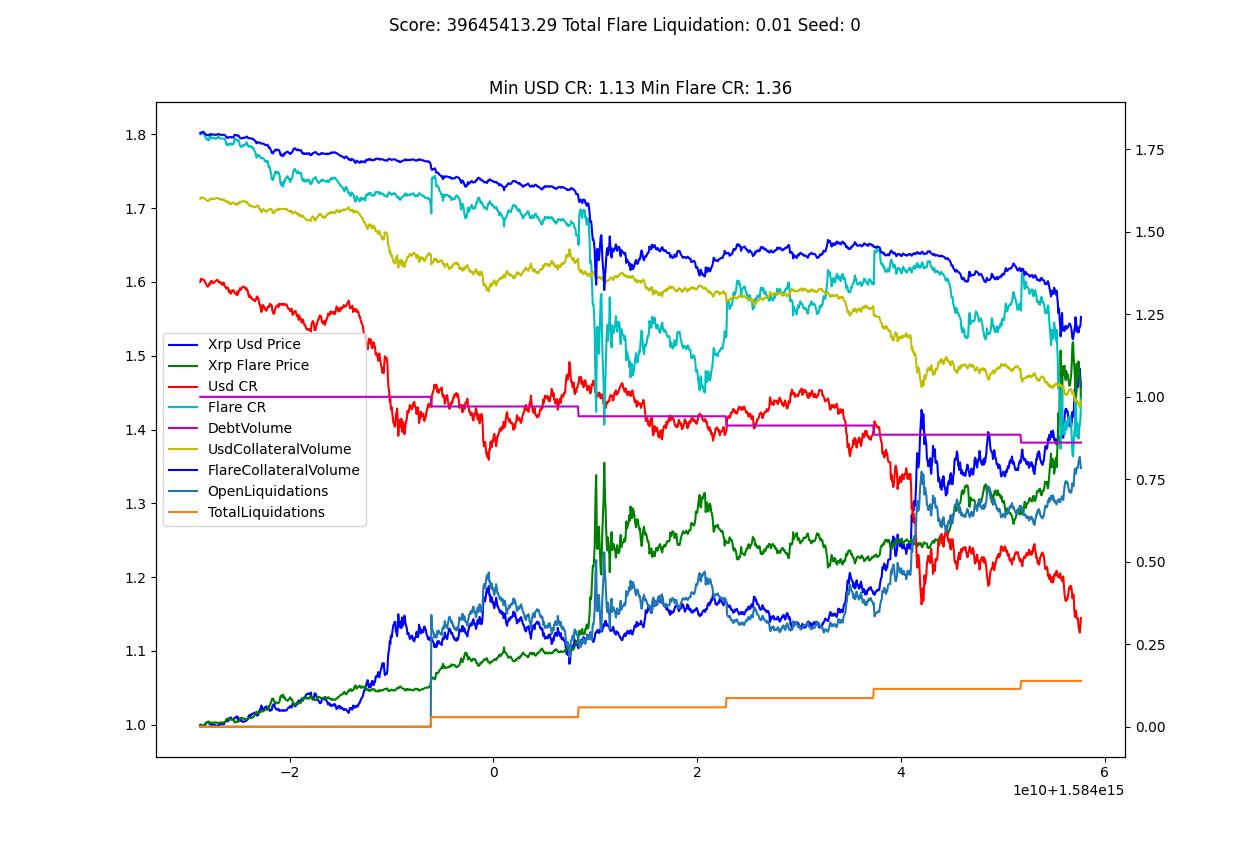 Score: 39645413.29 Total Flare Liquidation: 0.01 Seed: 0
Min USD CR: 1.13 Min Flare CR: 1.36
1.8
1.7
1.6
1.5
1.4
1.3
1.2
1.1
1.0
Xrp Usd Price
Xrp Flare Price
Usd CR
Flare CR
DebtVolume
UsdCollateralVolume
FlareCollateralVolume
OpenLiquidations
TotalLiquidations
1.75
1.50
1.25
1.00
0.75
0.50
0.25
0.00
−2 0 2 4 6
1e10+1.584e15